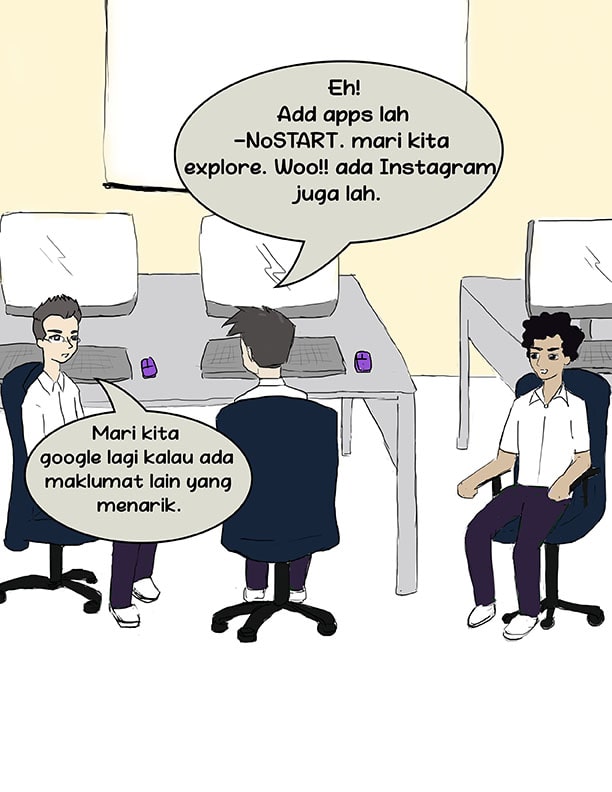 Eh!
Add apps lah
-NoSTART. mari kita
explore. Woo!! ada Instagram
juga lah.
Mari kita
google lagi kalau ada
maklumat lain yang
menarik.